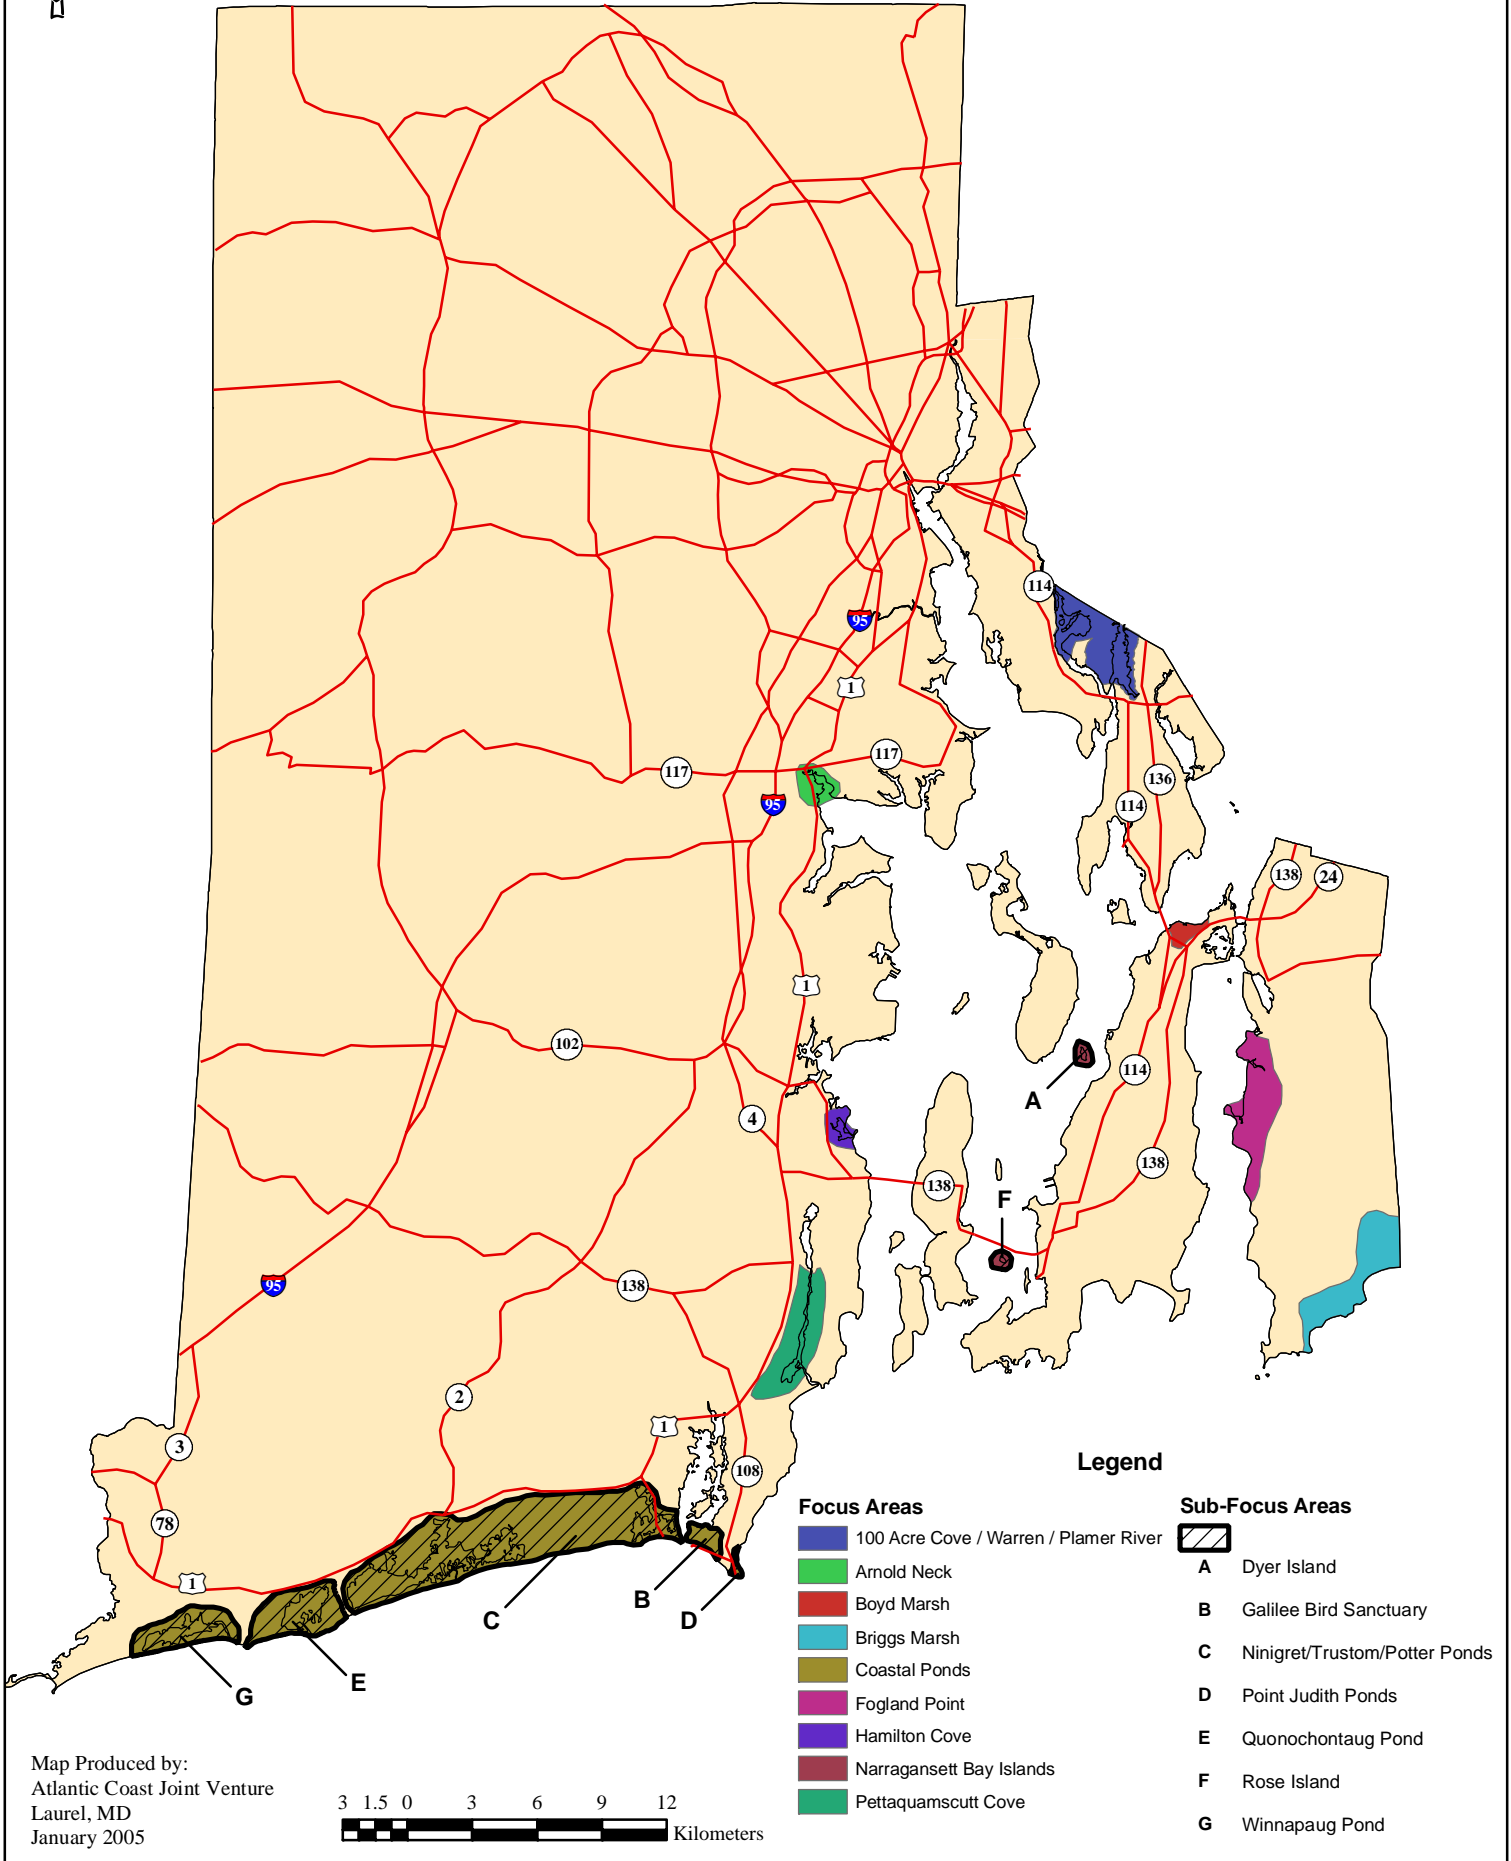 114
95
1
117
117
95
136
114
138
24
1
102
114
A
4
138
138
F
95
138
2
1
3
108
78
1
B
C
D
E
G
Legend
Focus Areas
100 Acre Cove / Warren / Plamer River
Arnold Neck
Boyd Marsh
Briggs Marsh
Coastal Ponds
Fogland Point
Hamilton Cove
Narragansett Bay Islands
Pettaquamscutt Cove
Sub-Focus Areas
A Dyer Island
B Galilee Bird Sanctuary
C Ninigret/Trustom/Potter Ponds
D Point Judith Ponds
E Quonochontaug Pond
F Rose Island
G Winnapaug Pond
Map Produced by:
Atlantic Coast Joint Venture
Laurel, MD
January 2005
3 1.5 0 3 6 9 12
Kilometers